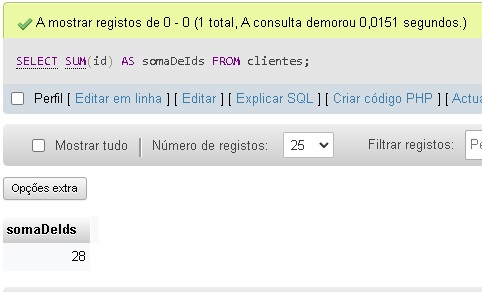 A mostrar registos de 0 - 0 (1 total, A consulta demorou 0,0151 segundos.)
SELECT SUM(id) AS somaDeIds FROM clientes;
Perfil [ Editar em linha ] [ Editar ] [ Explicar SQL ] [ Criar código PHP ] [ Actua
Mostrar tudo Número de registos: 25 Filtrar registos: Pe
Opções extra
somaDeIds
28